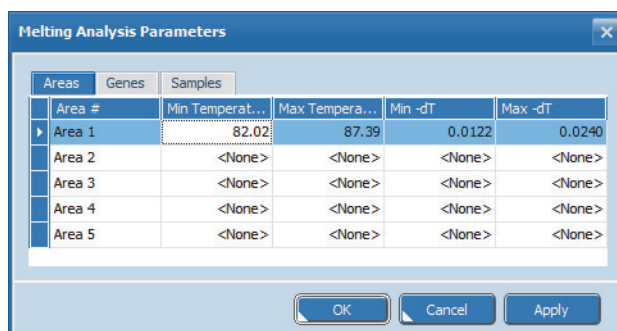 Melting Analysis Parameters
Areas Genes Samples
Area # Min Temperat... Max Tempera... Min -dT Max -dT
Area 1 82.02 87.39 0.0122 0.0240
Area 2 <None> <None> <None> <None>
Area 3 <None> <None> <None> <None>
Area 4 <None> <None> <None> <None>
Area 5 <None> <None> <None> <None>
OK Cancel Apply